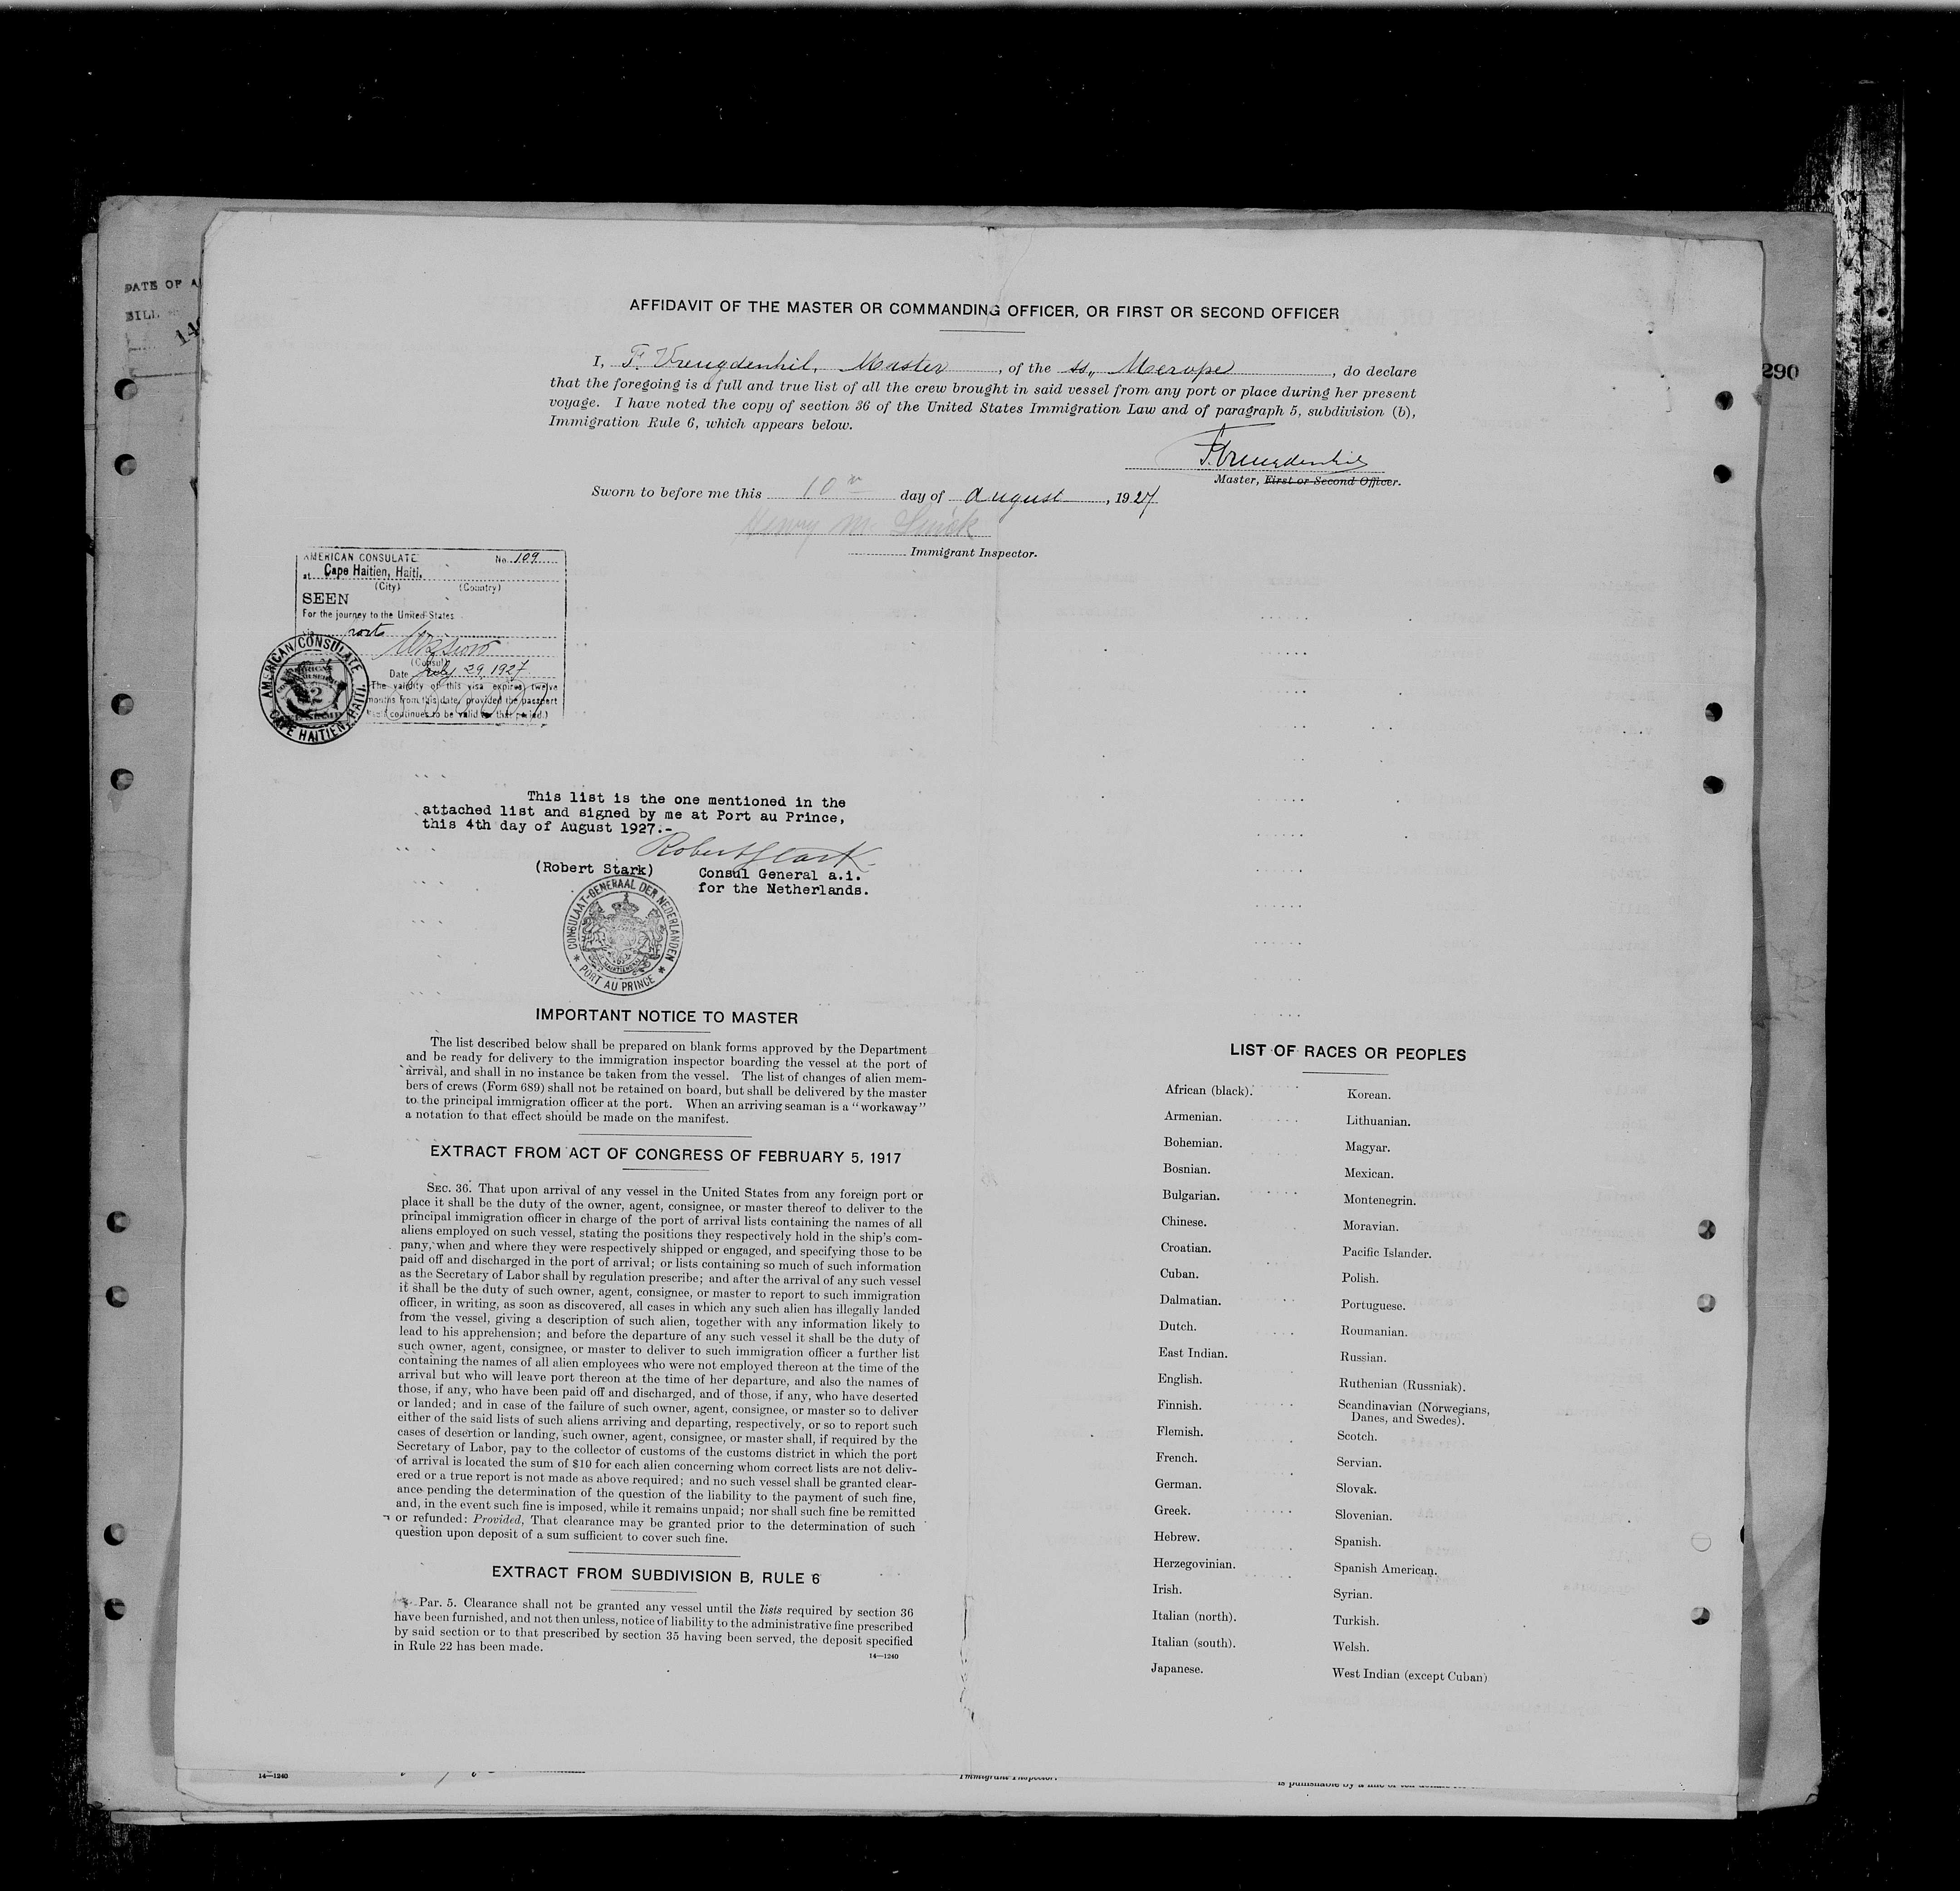 DATE OF A
BILL
14
290
AFFIDAVIT OF THE MASTER OR COMMANDING OFFICER, OR FIRST OR SECOND OFFICER
I, F. Vreugdenhil, Master, of the ss, Merope, do declare
that the foregoing is a full and true list of all the crew brought in said vessel from any port or place during her present
voyage. I have noted the copy of section 36 of the United States Immigration Law and of paragraph 5, subdivision (b),
Immigration Rule 6, which appears below.
F. Vreugdenhil
Master, First or Second Officer.
Sworn to before me this 10 day of August, 1927
Henry M.
Immigrant Inspector.
AMERICAN CONSULATE No. 109
at Cape Haitien, Haiti.
(City) (Country)
SEEN
For the journey to the United States
(Consul)
Date July 29 1927
The validity of this visa expires twelve
months from this date, provided the passport
continues to be valid for that period.)
AMERICAN CONSULATE
CAPE HAITIEN, HAITI.
This list is the one mentioned in the
attached list and signed by me at Port au Prince,
this 4th day of August 1927.-
Robert Stark
(Robert Stark) Consul General a.i.
for the Netherlands.
CONSULAAT-GENERAAL DER NEDERLANDEN
* PORT AU PRINCE *
IMPORTANT NOTICE TO MASTER
The list described below shall be prepared on blank forms approved by the Department
and be ready for delivery to the immigration inspector boarding the vessel at the port of
arrival, and shall in no instance be taken from the vessel. The list of changes of alien mem-
bers of crews (Form 689) shall not be retained on board, but shall be delivered by the master
to the principal immigration officer at the port. When an arriving seaman is a "workaway"
a notation to that effect should be made on the manifest.
EXTRACT FROM ACT OF CONGRESS OF FEBRUARY 5, 1917
SEC. 36. That upon arrival of any vessel in the United States from any foreign port or
place it shall be the duty of the owner, agent, consignee, or master thereof to deliver to the
principal immigration officer in charge of the port of arrival lists containing the names of all
aliens employed on such vessel, stating the positions they respectively hold in the ship's com-
pany, when and where they were respectively shipped or engaged, and specifying those to be
paid off and discharged in the port of arrival; or lists containing so much of such information
as the Secretary of Labor shall by regulation prescribe; and after the arrival of any such vessel
it shall be the duty of such owner, agent, consignee, or master to report to such immigration
officer, in writing, as soon as discovered, all cases in which any such alien has illegally landed
from the vessel, giving a description of such alien, together with any information likely to
lead to his apprehension; and before the departure of any such vessel it shall be the duty of
such owner, agent, consignee, or master to deliver to such immigration officer a further list
containing the names of all alien employees who were not employed thereon at the time of the
arrival but who will leave port thereon at the time of her departure, and also the names of
those, if any, who have been paid off and discharged, and of those, if any, who have deserted
or landed; and in case of the failure of such owner, agent, consignee, or master so to deliver
either of the said lists of such aliens arriving and departing, respectively, or so to report such
cases of desertion or landing, such owner, agent, consignee, or master shall, if required by the
Secretary of Labor, pay to the collector of customs of the customs district in which the port
of arrival is located the sum of $10 for each alien concerning whom correct lists are not deliv-
ered or a true report is not made as above required; and no such vessel shall be granted clear-
ance pending the determination of the question of the liability to the payment of such fine,
and, in the event such fine is imposed, while it remains unpaid; nor shall such fine be remitted
or refunded: Provided, That clearance may be granted prior to the determination of such
question upon deposit of a sum sufficient to cover such fine.
EXTRACT FROM SUBDIVISION B, RULE 6
Par. 5. Clearance shall not be granted any vessel until the lists required by section 36
have been furnished, and not then unless, notice of liability to the administrative fine prescribed
by said section or to that prescribed by section 35 having been served, the deposit specified
in Rule 22 has been made.
14—1240
LIST OF RACES OR PEOPLES
African (black).
Armenian.
Bohemian.
Bosnian.
Bulgarian.
Chinese.
Croatian.
Cuban.
Dalmatian.
Dutch.
East Indian.
English.
Finnish.
Flemish.
French.
German.
Greek.
Hebrew.
Herzegovinian.
Irish.
Italian (north).
Italian (south).
Japanese.
Korean.
Lithuanian.
Magyar.
Mexican.
Montenegrin.
Moravian.
Pacific Islander.
Polish.
Portuguese.
Roumanian.
Russian.
Ruthenian (Russniak).
Scandinavian (Norwegians,
Danes, and Swedes).
Scotch.
Servian.
Slovak.
Slovenian.
Spanish.
Spanish American.
Syrian.
Turkish.
Welsh.
West Indian (except Cuban)
14—1240
Immigrant Inspector.